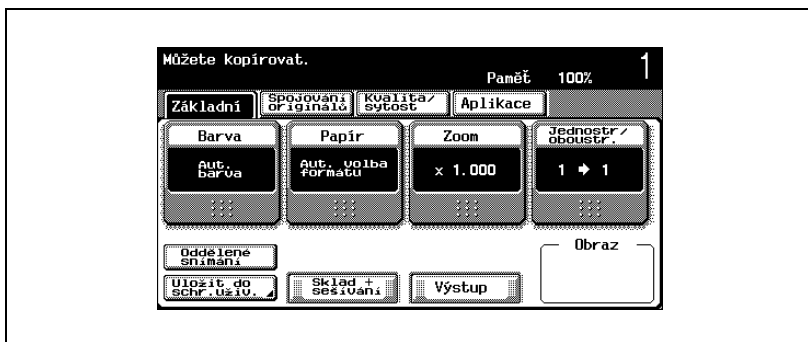 Můžete kopírovat.
Paměť 100% 1
Základní
Spojování
originálů
Kvalita/
sytost
Aplikace
Barva
Aut.
barva
Papír
Aut. volba
formátu
Zoom
× 1.000
Jednostr/
oboustr.
1 → 1
Oddělené
snímání
Uložit do
schr.uživ.
Sklad +
sešívání
Výstup
Obraz